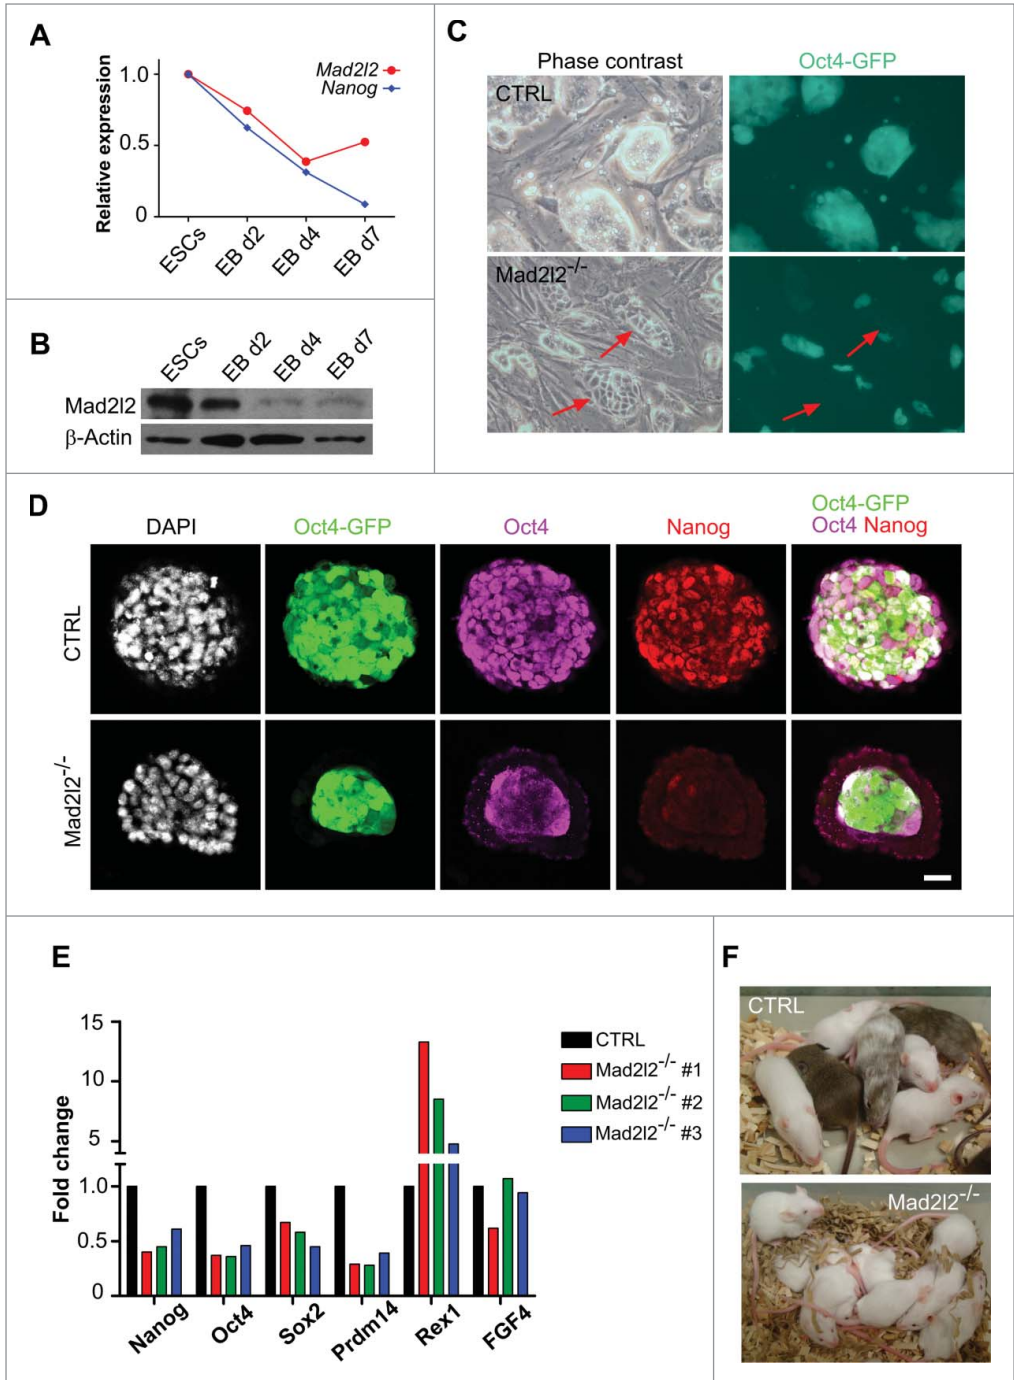 A
Relative expression
1.0
0.5
0
Mad2l2
Nanog
ESCs
EB d2
EB d4
EB d7
B
ESCs
EB d2
EB d4
EB d7
Mad2l2
β-Actin
C
Phase contrast
Oct4-GFP
CTRL
Mad2l2-/-
D
DAPI
Oct4-GFP
Oct4
Nanog
Oct4-GFP
Oct4 Nanog
CTRL
Mad2l2-/-
E
Fold change
15
10
5
1.0
0.5
0
Nanog
Oct4
Sox2
Prdm14
Rex1
FGF4
CTRL
Mad2l2-/- #1
Mad2l2-/- #2
Mad2l2-/- #3
F
CTRL
Mad2l2-/-